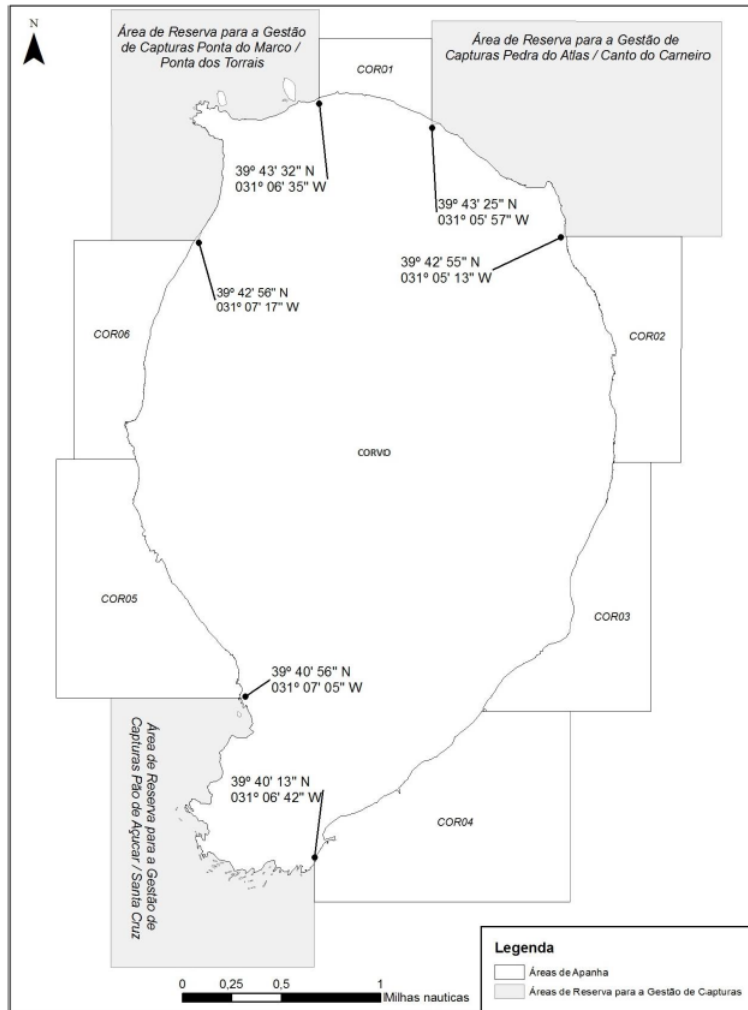 N
Área de Reserva para a Gestão
de Capturas Ponta do Marco /
Ponta dos Torrais
COR01
Área de Reserva para a Gestão de
Capturas Pedra do Atlas / Canto do Carneiro
39º 43' 32" N
031º 06' 35" W
39º 43' 25" N
031º 05' 57" W
39º 42' 55" N
031º 05' 13" W
39º 42' 56" N
031º 07' 17" W
COR06
COR02
CORVO
COR05
COR03
39º 40' 56" N
031º 07' 05" W
Área de Reserva para a Gestão de
Capturas Pão de Açucar / Santa Cruz
39º 40' 13" N
031º 06' 42" W
COR04
Legenda
Áreas de Apanha
Áreas de Reserva para a Gestão de Capturas
0 0,25 0,5 1
Milhas nauticas